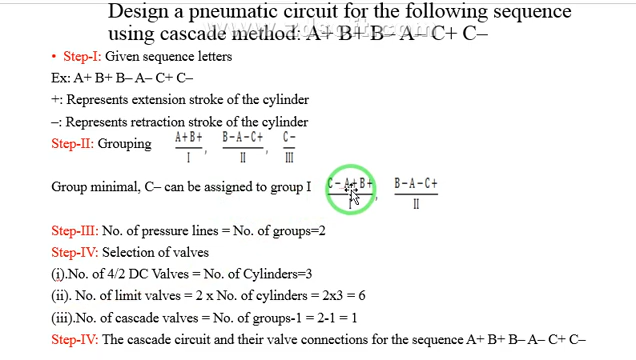 Design a pneumatic circuit for the following sequence
using cascade method: A+ B+ B– A– C+ C–
• Step-I: Given sequence letters
Ex: A+ B+ B– A– C+ C–
+: Represents extension stroke of the cylinder
–: Represents retraction stroke of the cylinder
Step-II: Grouping A+B+ / I , B-A-C+ / II , C- / III
Group minimal, C– can be assigned to group I C-A+B+ / I , B-A-C+ / II
Step-III: No. of pressure lines = No. of groups=2
Step-IV: Selection of valves
(i).No. of 4/2 DC Valves = No. of Cylinders=3
(ii). No. of limit valves = 2 x No. of cylinders = 2x3 = 6
(iii).No. of cascade valves = No. of groups-1 = 2-1 = 1
Step-IV: The cascade circuit and their valve connections for the sequence A+ B+ B– A– C+ C–